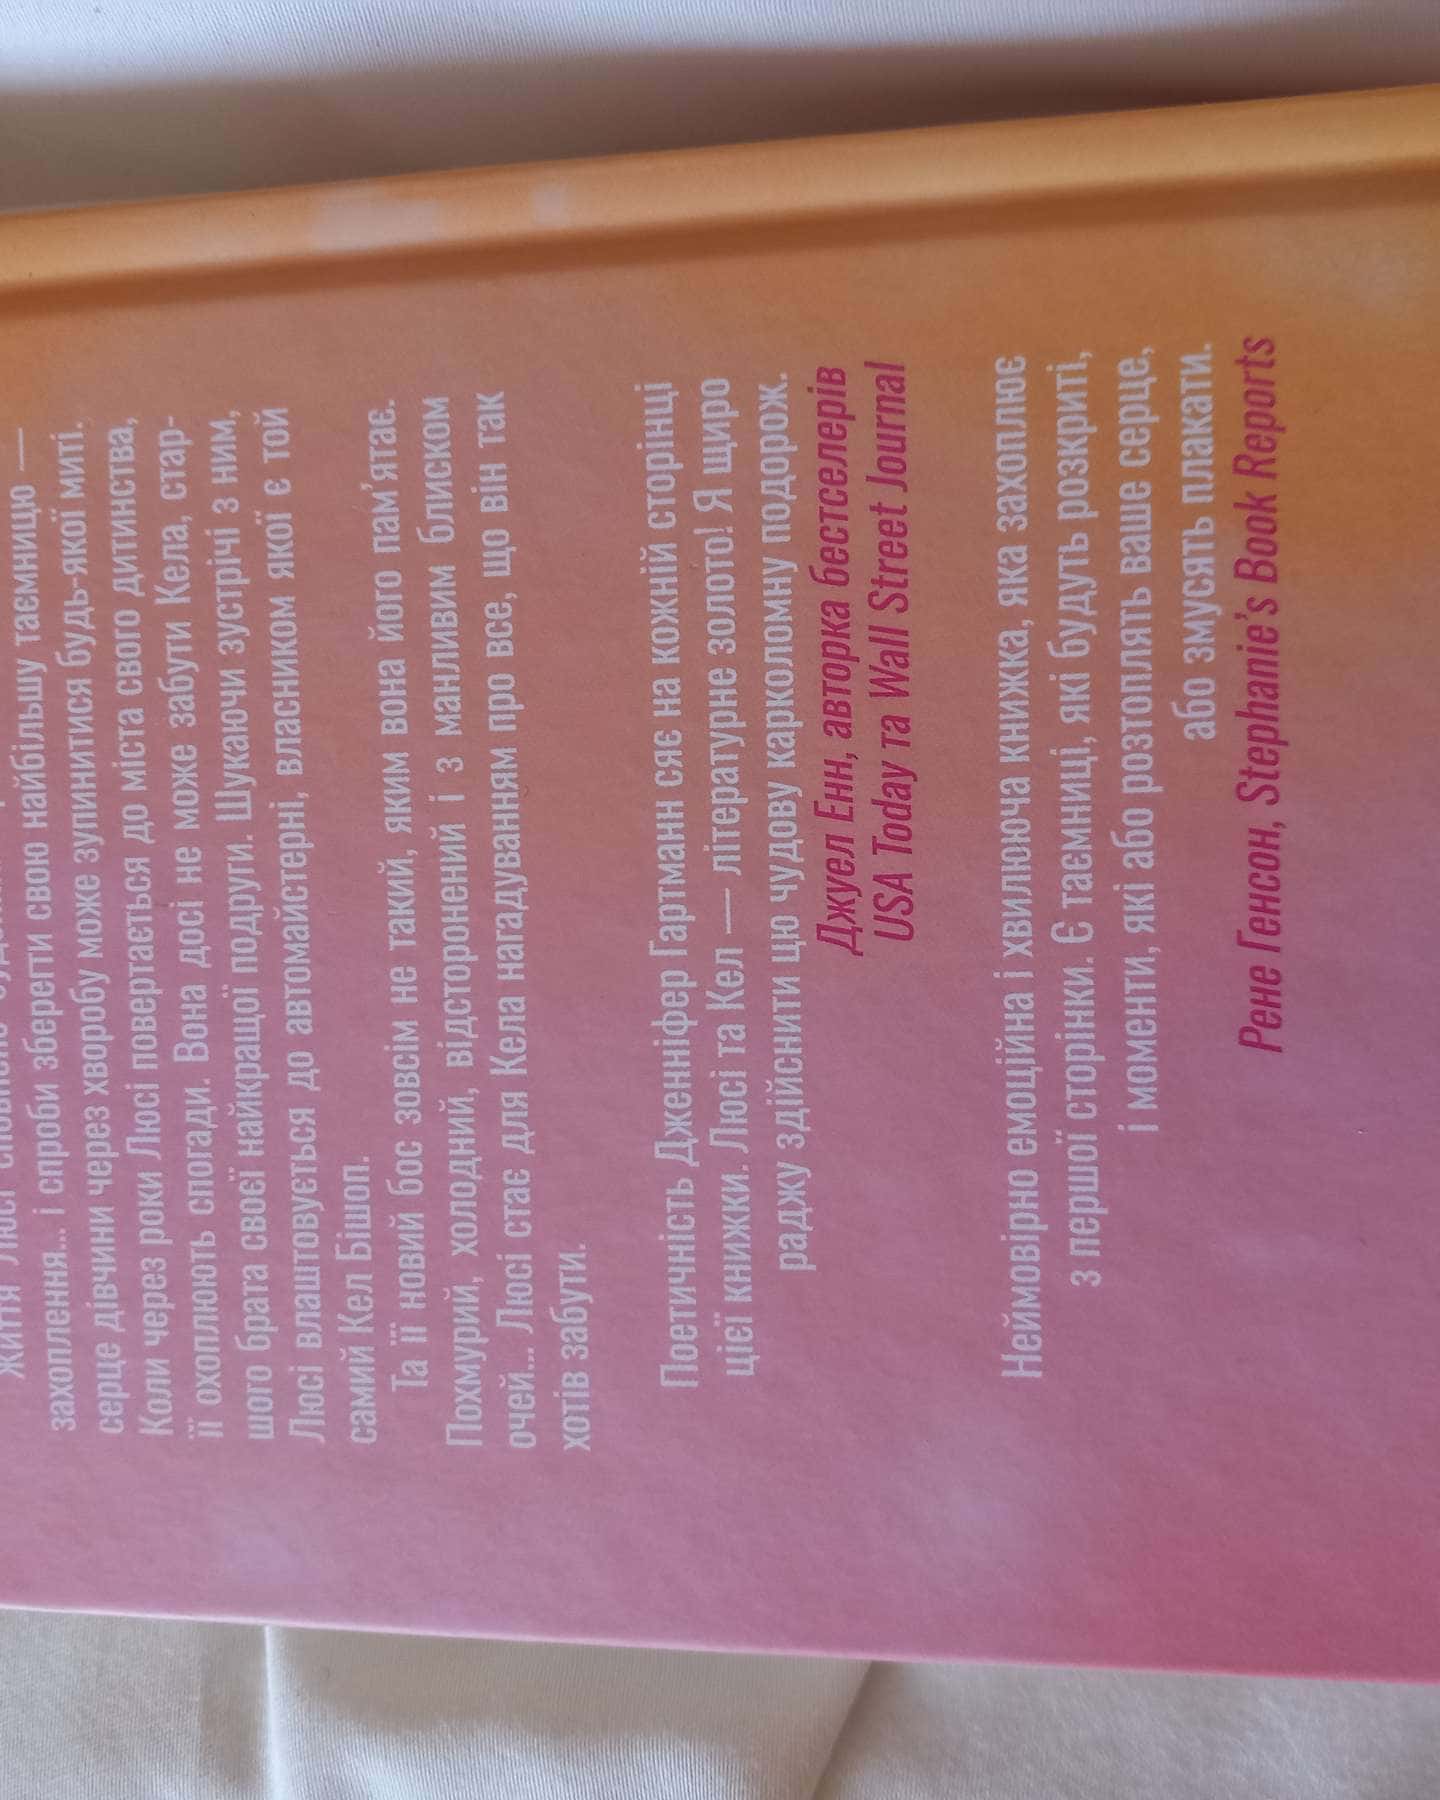 Життя Люсі сповнене
захоплення... і спроби зберегти свою найбільшу таємницю —
серце дівчини через хворобу може зупинитися будь-якої миті.
Коли через роки Люсі повертається до міста свого дитинства,
її охоплюють спогади. Вона досі не може забути Кела, стар-
шого брата своєї найкращої подруги. Шукаючи зустрічі з ним,
Люсі влаштовується до автомайстерні, власником якої є той
самий Кел Бішоп.
Та її новий бос зовсім не такий, яким вона його пам'ятає.
Похмурий, холодний, відсторонений і з манливим блиском
очей... Люсі стає для Кела нагадуванням про все, що він так
хотів забути.
Поетичність Дженніфер Гартманн сяє на кожній сторінці
цієї книжки. Люсі та Кел — літературне золото! Я щиро
раджу здійснити цю чудову карколомну подорож.
Джуел Енн, авторка бестселерів
USA Today та Wall Street Journal
Неймовірно емоційна і хвилююча книжка, яка захоплює
з першої сторінки. Є таємниці, які будуть розкриті,
і моменти, які або розтоплять ваше серце,
або змусять плакати.
Рене Генсон, Stephanie's Book Reports